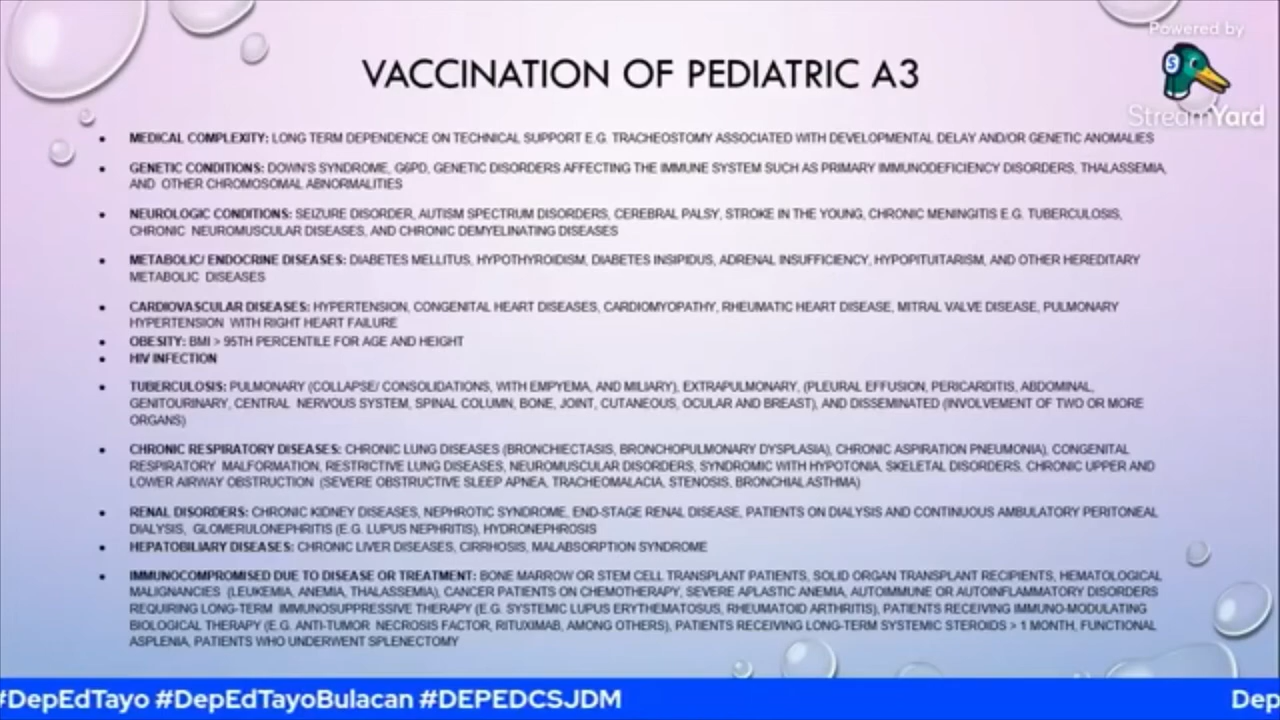 Powered by
StreamYard
VACCINATION OF PEDIATRIC A3
• MEDICAL COMPLEXITY: LONG TERM DEPENDENCE ON TECHNICAL SUPPORT E.G. TRACHEOSTOMY ASSOCIATED WITH DEVELOPMENTAL DELAY AND/OR GENETIC ANOMALIES
• GENETIC CONDITIONS: DOWN'S SYNDROME, G6PD, GENETIC DISORDERS AFFECTING THE IMMUNE SYSTEM SUCH AS PRIMARY IMMUNODEFICIENCY DISORDERS, THALASSEMIA,
AND OTHER CHROMOSOMAL ABNORMALITIES
• NEUROLOGIC CONDITIONS: SEIZURE DISORDER, AUTISM SPECTRUM DISORDERS, CEREBRAL PALSY, STROKE IN THE YOUNG, CHRONIC MENINGITIS E.G. TUBERCULOSIS,
CHRONIC NEUROMUSCULAR DISEASES, AND CHRONIC DEMYELINATING DISEASES
• METABOLIC/ ENDOCRINE DISEASES: DIABETES MELLITUS, HYPOTHYROIDISM, DIABETES INSIPIDUS, ADRENAL INSUFFICIENCY, HYPOPITUITARISM, AND OTHER HEREDITARY
METABOLIC DISEASES
• CARDIOVASCULAR DISEASES: HYPERTENSION, CONGENITAL HEART DISEASES, CARDIOMYOPATHY, RHEUMATIC HEART DISEASE, MITRAL VALVE DISEASE, PULMONARY
HYPERTENSION WITH RIGHT HEART FAILURE
• OBESITY: BMI > 95TH PERCENTILE FOR AGE AND HEIGHT
• HIV INFECTION
• TUBERCULOSIS: PULMONARY (COLLAPSE/ CONSOLIDATIONS, WITH EMPYEMA, AND MILIARY), EXTRAPULMONARY, (PLEURAL EFFUSION, PERICARDITIS, ABDOMINAL,
GENITOURINARY, CENTRAL NERVOUS SYSTEM, SPINAL COLUMN, BONE, JOINT, CUTANEOUS, OCULAR AND BREAST), AND DISSEMINATED (INVOLVEMENT OF TWO OR MORE
ORGANS)
• CHRONIC RESPIRATORY DISEASES: CHRONIC LUNG DISEASES (BRONCHIECTASIS, BRONCHOPULMONARY DYSPLASIA), CHRONIC ASPIRATION PNEUMONIA), CONGENITAL
RESPIRATORY MALFORMATION, RESTRICTIVE LUNG DISEASES, NEUROMUSCULAR DISORDERS, SYNDROMIC WITH HYPOTONIA, SKELETAL DISORDERS, CHRONIC UPPER AND
LOWER AIRWAY OBSTRUCTION (SEVERE OBSTRUCTIVE SLEEP APNEA, TRACHEOMALACIA, STENOSIS, BRONCHIAL ASTHMA)
• RENAL DISORDERS: CHRONIC KIDNEY DISEASES, NEPHROTIC SYNDROME, END-STAGE RENAL DISEASE, PATIENTS ON DIALYSIS AND CONTINUOUS AMBULATORY PERITONEAL
DIALYSIS, GLOMERULONEPHRITIS (E.G. LUPUS NEPHRITIS), HYDRONEPHROSIS
• HEPATOBILIARY DISEASES: CHRONIC LIVER DISEASES, CIRRHOSIS, MALABSORPTION SYNDROME
• IMMUNOCOMPROMISED DUE TO DISEASE OR TREATMENT: BONE MARROW OR STEM CELL TRANSPLANT PATIENTS, SOLID ORGAN TRANSPLANT RECIPIENTS, HEMATOLOGICAL
MALIGNANCIES (LEUKEMIA, ANEMIA, THALASSEMIA), CANCER PATIENTS ON CHEMOTHERAPY, SEVERE APLASTIC ANEMIA, AUTOIMMUNE OR AUTOINFLAMMATORY DISORDERS
REQUIRING LONG-TERM IMMUNOSUPPRESSIVE THERAPY (E.G. SYSTEMIC LUPUS ERYTHEMATOSUS, RHEUMATOID ARTHRITIS), PATIENTS RECEIVING IMMUNO-MODULATING
BIOLOGICAL THERAPY (E.G. ANTI-TUMOR NECROSIS FACTOR, RITUXIMAB, AMONG OTHERS), PATIENTS RECEIVING LONG-TERM SYSTEMIC STEROIDS > 1 MONTH, FUNCTIONAL
ASPLENIA, PATIENTS WHO UNDERWENT SPLENECTOMY
#DepEdTayo #DepEdTayoBulacan #DEPEDCSJDM Dep